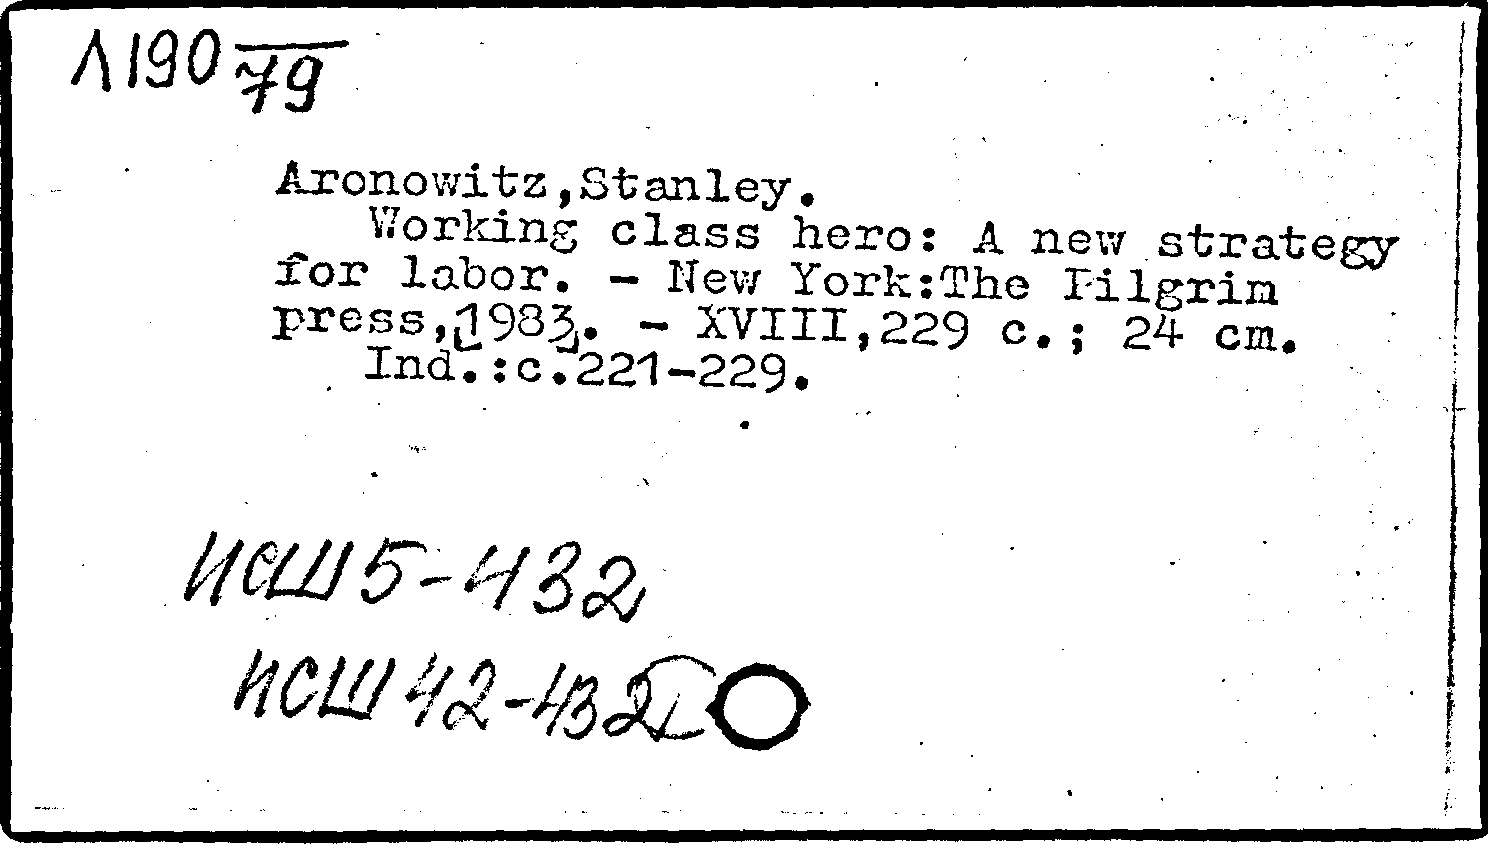 Л190 79
Aronowitz,Stanley.
Working class hero: A new strategy
for labor. – New York:The Pilgrim
press,[1983]. – XVIII,229 c.; 24 cm.
Ind.:c.221–229.
ИСШ5-432
ИСШ42-432